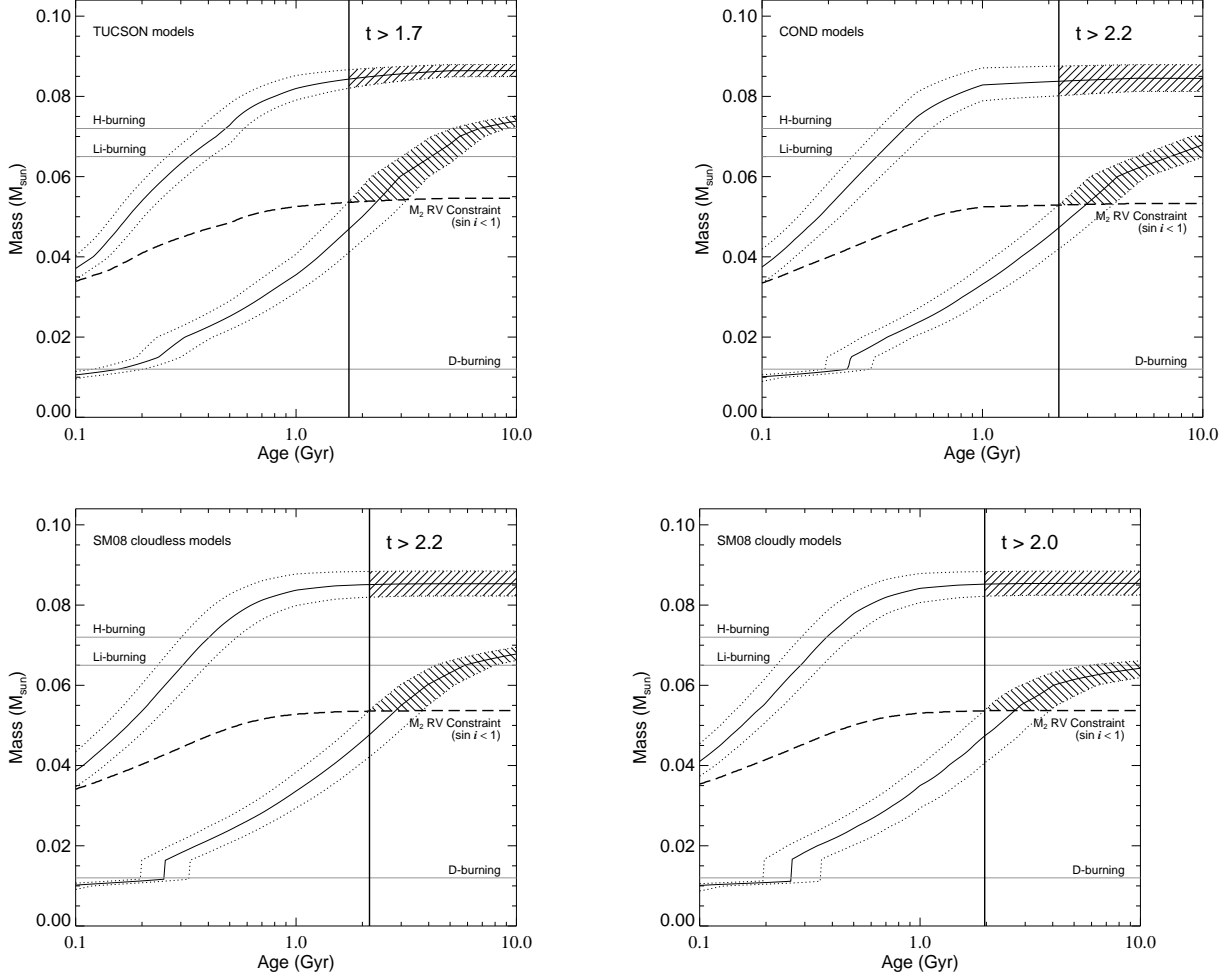 TUCSON models
t > 1.7
H-burning
Li-burning
M₂ RV Constraint
(sin i < 1)
D-burning
0.10
0.08
0.06
0.04
0.02
0.00
Mass (Msun)
0.1
1.0
10.0
Age (Gyr)
COND models
t > 2.2
H-burning
Li-burning
M₂ RV Constraint
(sin i < 1)
D-burning
0.10
0.08
0.06
0.04
0.02
0.00
Mass (Msun)
0.1
1.0
10.0
Age (Gyr)
SM08 cloudless models
t > 2.2
H-burning
Li-burning
M₂ RV Constraint
(sin i < 1)
D-burning
0.10
0.08
0.06
0.04
0.02
0.00
Mass (Msun)
0.1
1.0
10.0
Age (Gyr)
SM08 cloudly models
t > 2.0
H-burning
Li-burning
M₂ RV Constraint
(sin i < 1)
D-burning
0.10
0.08
0.06
0.04
0.02
0.00
Mass (Msun)
0.1
1.0
10.0
Age (Gyr)